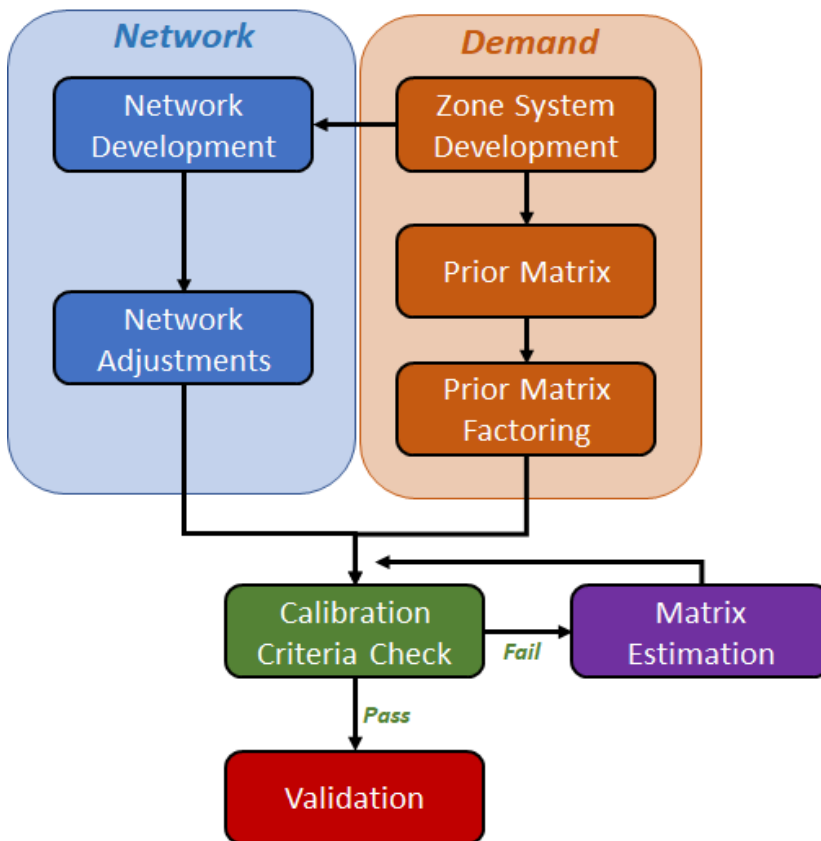 Network
Demand
Network
Development
Zone System
Development
Prior Matrix
Network
Adjustments
Prior Matrix
Factoring
Calibration
Criteria Check
Fail
Matrix
Estimation
Pass
Validation